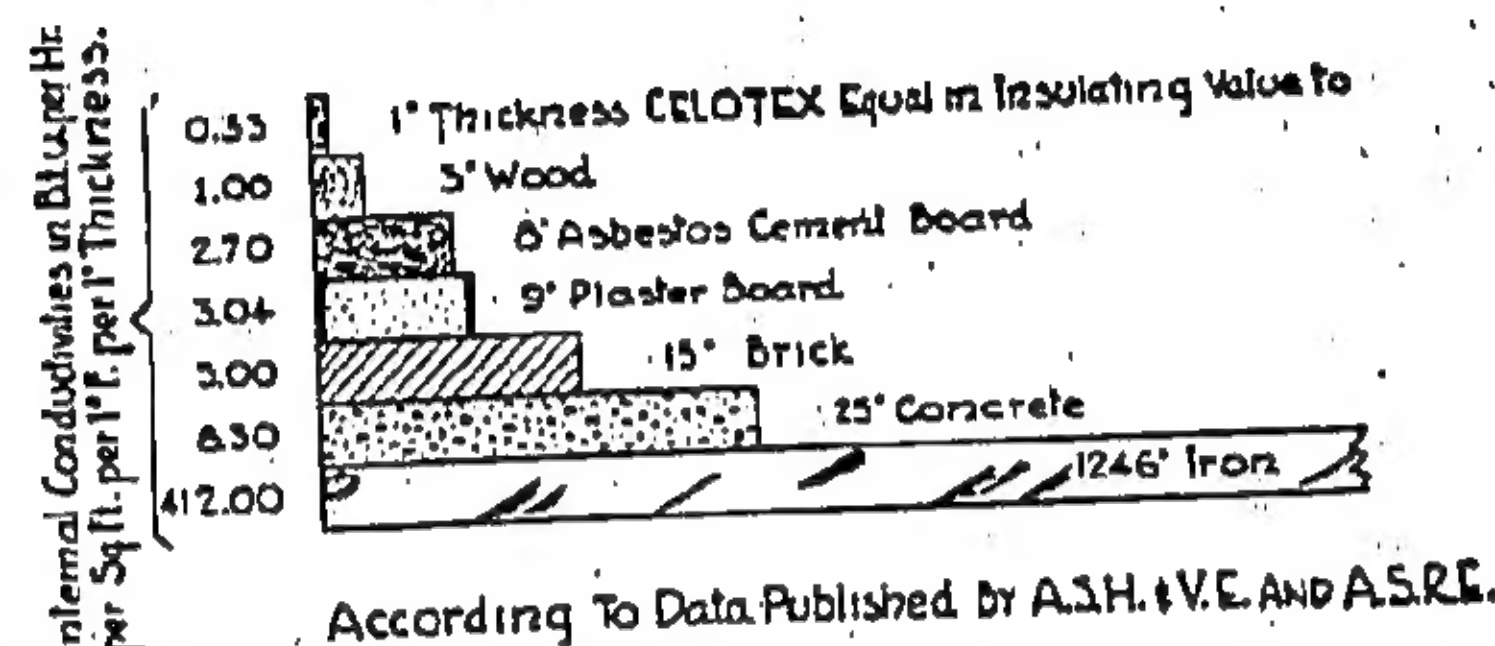 Internal Conductivities in B.t.u. per Hr.
per Sq. Ft. per 1° F. per 1" Thickness.
0.33 1" Thickness CELOTEX Equal in Insulating Value to
1.00 3" Wood
2.70 8" Asbestos Cement Board
3.04 9" Plaster Board
5.00 15" Brick
8.30 25" Concrete
412.00 1246" Iron
According To Data Published By A.S.H. & V.E. AND A.S.R.E.